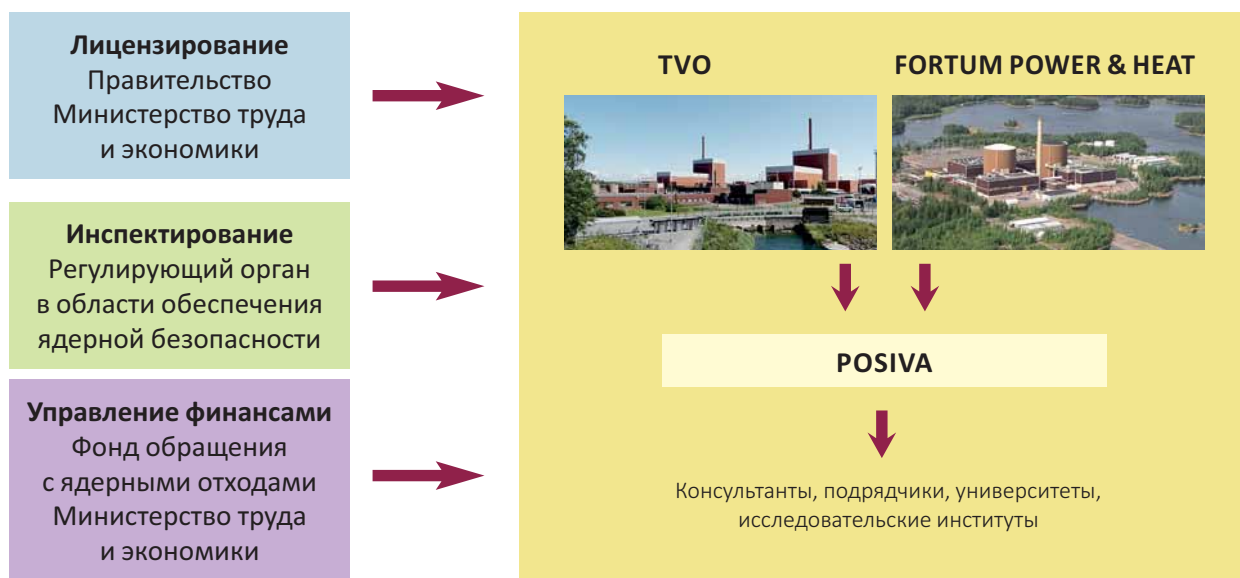 Лицензирование
Правительство
Министерство труда
и экономики
Инспектирование
Регулирующий орган
в области обеспечения
ядерной безопасности
Управление финансами
Фонд обращения
с ядерными отходами
Министерство труда
и экономики
TVO
FORTUM POWER & HEAT
POSIVA
Консультанты, подрядчики, университеты,
исследовательские институты